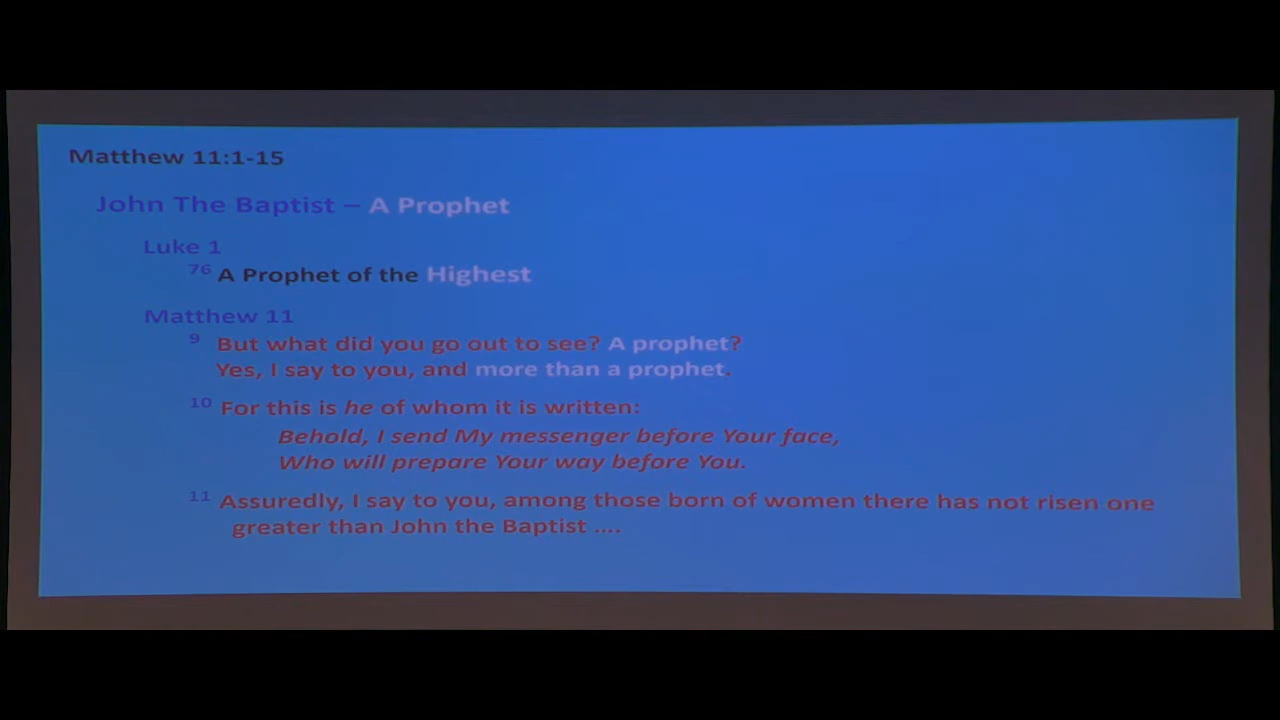 Matthew 11:1-15
John The Baptist – A Prophet
Luke 1
76 A Prophet of the Highest
Matthew 11
9 But what did you go out to see? A prophet?
Yes, I say to you, and more than a prophet.
10 For this is he of whom it is written:
Behold, I send My messenger before Your face,
Who will prepare Your way before You.
11 Assuredly, I say to you, among those born of women there has not risen one
greater than John the Baptist ....